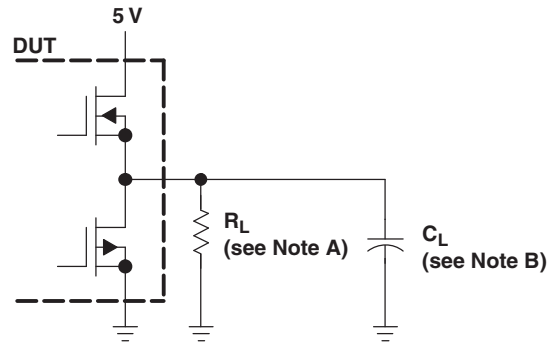 5 V
DUT
RL
(see Note A)
CL
(see Note B)